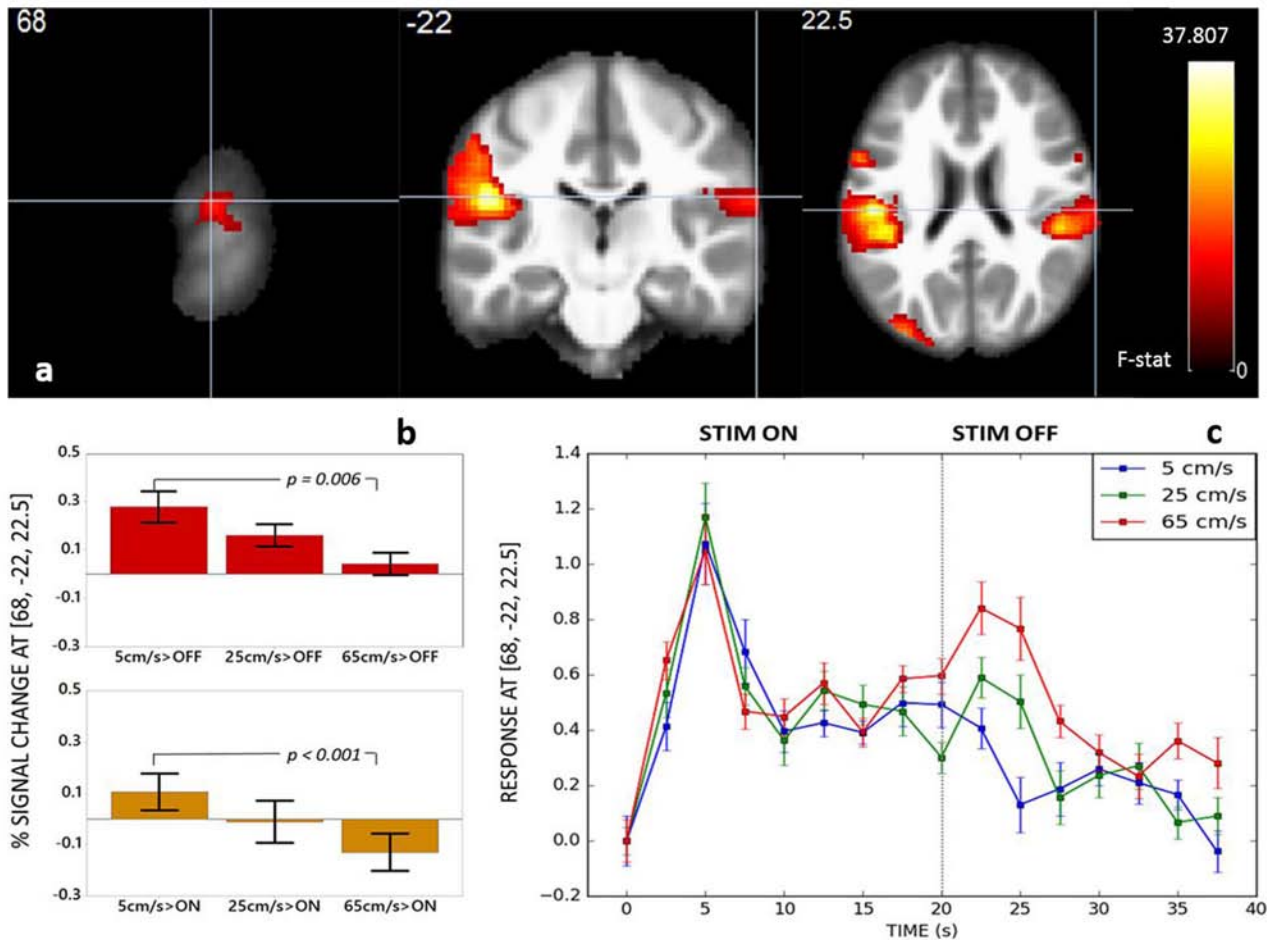 68
-22
22.5
37.807
F-stat
0
a
b
% SIGNAL CHANGE AT [68, -22, 22.5]
0.5
0.3
0.1
-0.1
-0.3
p = 0.006
5cm/s>OFF 25cm/s>OFF 65cm/s>OFF
0.5
0.3
0.1
-0.1
-0.3
p < 0.001
5cm/s>ON 25cm/s>ON 65cm/s>ON
STIM ON STIM OFF
c
RESPONSE AT [68, -22, 22.5]
1.4
1.2
1.0
0.8
0.6
0.4
0.2
0.0
−0.2
5 cm/s
25 cm/s
65 cm/s
0 5 10 15 20 25 30 35 40
TIME (s)